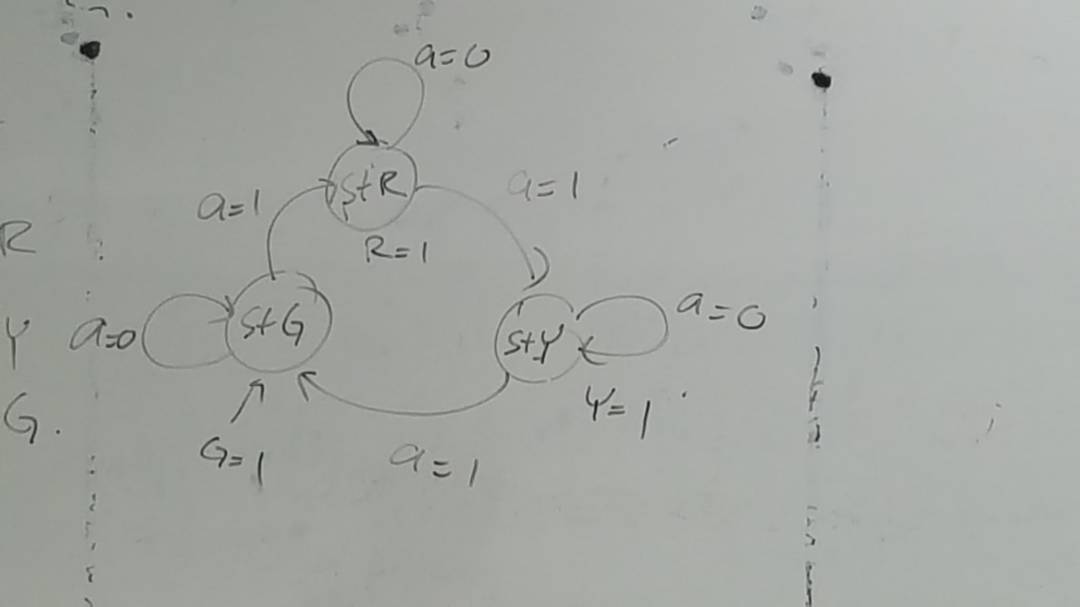 a=0
a=1
StR
a=1
R
R=1
Y
a=0
StG
StY
a=0
G.
G=1
a=1
Y=1